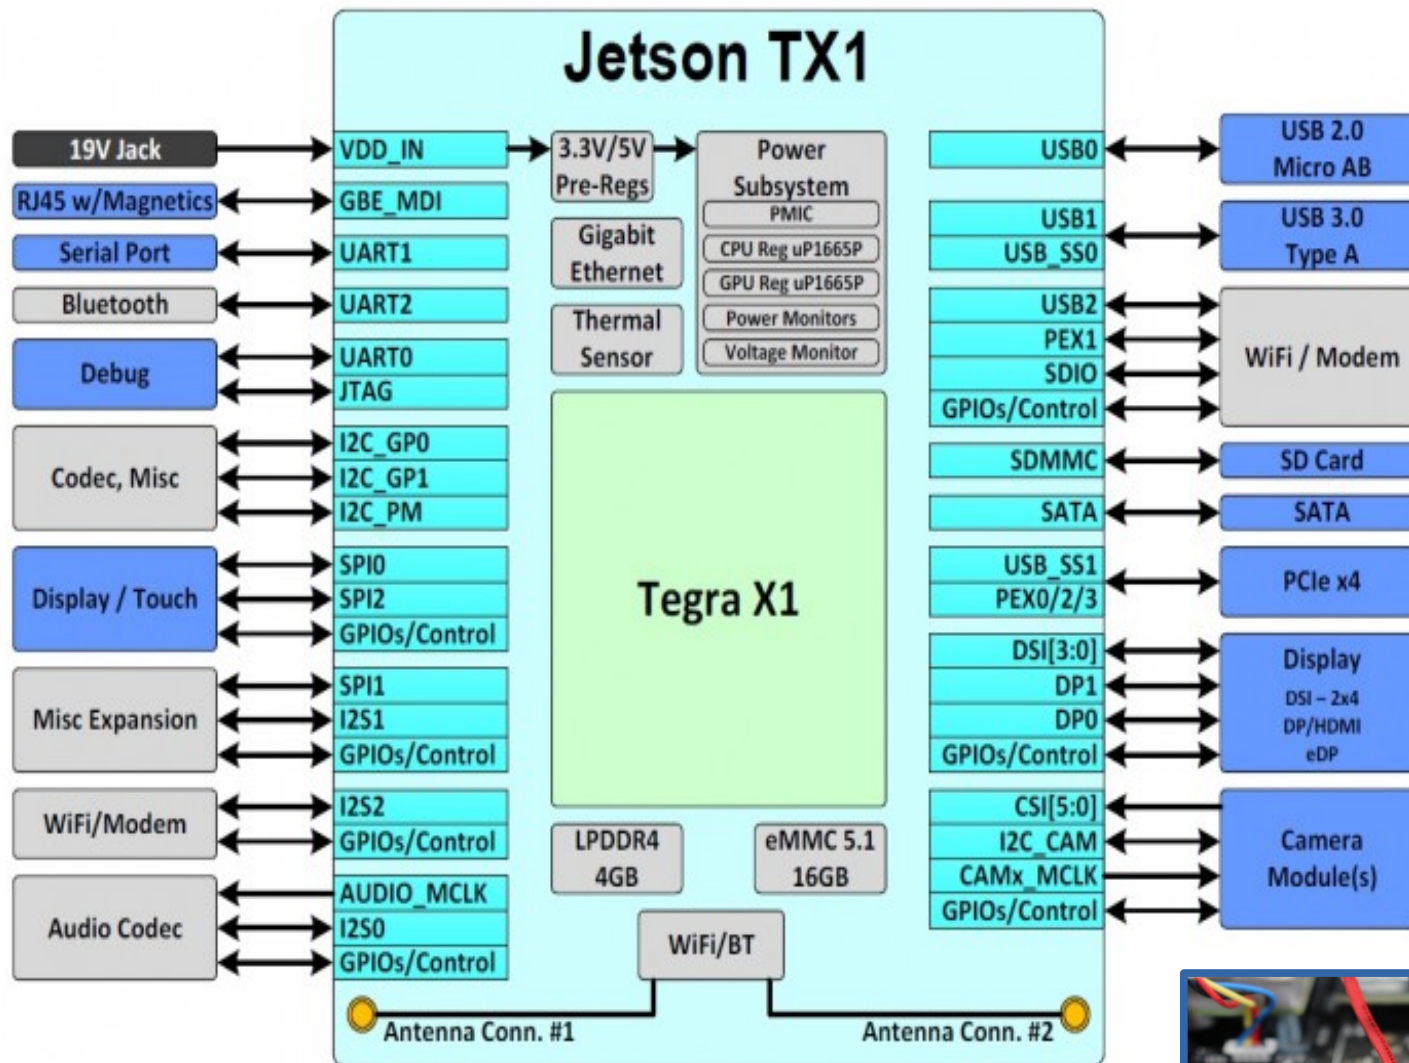 Jetson TX1
19V Jack
RJ45 w/Magnetics
Serial Port
Bluetooth
Debug
Codec, Misc
Display / Touch
Misc Expansion
WiFi/Modem
Audio Codec
VDD_IN
GBE_MDI
UART1
UART2
UART0
JTAG
I2C_GP0
I2C_GP1
I2C_PM
SPI0
SPI2
GPIOs/Control
SPI1
I2S1
GPIOs/Control
I2S2
GPIOs/Control
AUDIO_MCLK
I2S0
GPIOs/Control
3.3V/5V
Pre-Regs
Gigabit
Ethernet
Thermal
Sensor
Power
Subsystem
PMIC
CPU Reg uP1665P
GPU Reg uP1665P
Power Monitors
Voltage Monitor
Tegra X1
LPDDR4
4GB
eMMC 5.1
16GB
WiFi/BT
Antenna Conn. #1
Antenna Conn. #2
USB0
USB1
USB_SS0
USB2
PEX1
SDIO
GPIOs/Control
SDMMC
SATA
USB_SS1
PEX0/2/3
DSI[3:0]
DP1
DP0
GPIOs/Control
CSI[5:0]
I2C_CAM
CAMx_MCLK
GPIOs/Control
USB 2.0
Micro AB
USB 3.0
Type A
WiFi / Modem
SD Card
SATA
PCIe x4
Display
DSI – 2x4
DP/HDMI
eDP
Camera
Module(s)